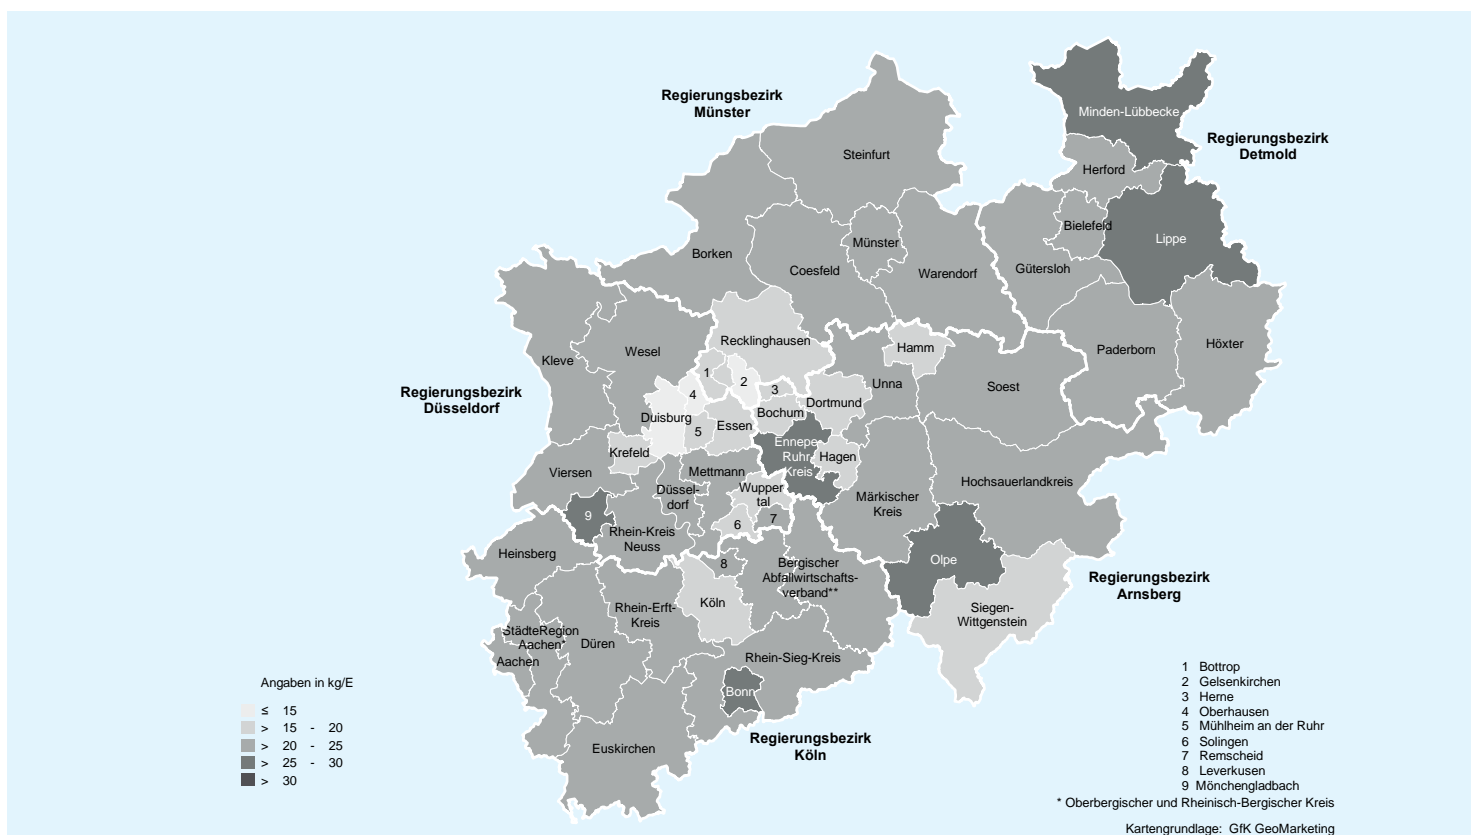 Regierungsbezirk
Münster
Minden-Lübbecke
Regierungsbezirk
Detmold
Steinfurt
Herford
Bielefeld
Lippe
Münster
Borken
Coesfeld
Warendorf
Gütersloh
Recklinghausen
Hamm
Wesel
Kleve
Paderborn
Höxter
1
2
3
4
Unna
Soest
Regierungsbezirk
Düsseldorf
Dortmund
Duisburg
Bochum
Essen
5
Ennepe-
Ruhr-
Kreis
Krefeld
Hagen
Viersen
Mettmann
Hochsauerlandkreis
Düssel-
dorf
Wupper
tal
Märkischer
Kreis
9
6
7
Rhein-Kreis
Neuss
Heinsberg
8
Bergischer
Abfallwirtschafts-
verband**
Olpe
Regierungsbezirk
Arnsberg
Rhein-Erft-
Kreis
Köln
Siegen-
Wittgenstein
StädteRegion
Aachen*
Düren
Aachen
Rhein-Sieg-Kreis
Bonn
Regierungsbezirk
Köln
Euskirchen
Angaben in kg/E
≤ 15
> 15 - 20
> 20 - 25
> 25 - 30
> 30
1 Bottrop
2 Gelsenkirchen
3 Herne
4 Oberhausen
5 Mühlheim an der Ruhr
6 Solingen
7 Remscheid
8 Leverkusen
9 Mönchengladbach
* Oberbergischer und Rheinisch-Bergischer Kreis
Kartengrundlage: GfK GeoMarketing